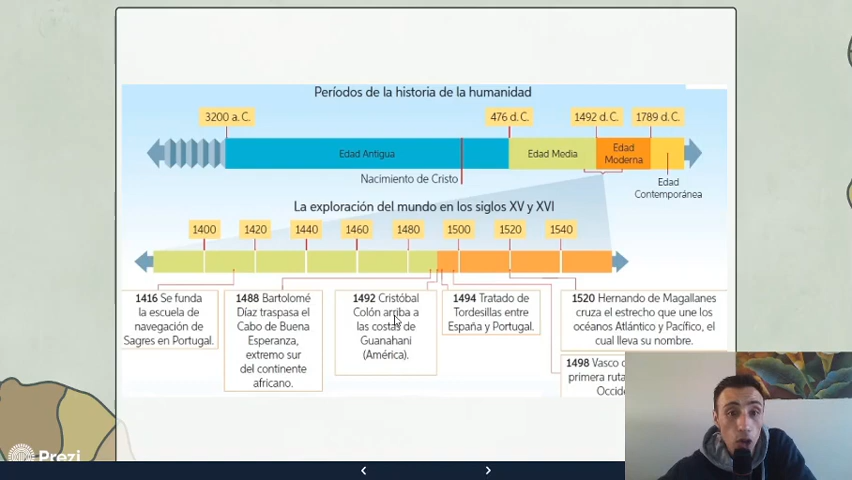 Períodos de la historia de la humanidad
3200 a. C.
476 d. C.
1492 d. C.
1789 d. C.
Edad Antigua
Edad Media
Edad
Moderna
Nacimiento de Cristo
Edad
Contemporánea
La exploración del mundo en los siglos XV y XVI
1400
1420
1440
1460
1480
1500
1520
1540
1416 Se funda
la escuela de
navegación de
Sagres en Portugal.
1488 Bartolomé
Díaz traspasa el
Cabo de Buena
Esperanza,
extremo sur
del continente
africano.
1492 Cristóbal
Colón arriba a
las costas de
Guanahani
(América).
1494 Tratado de
Tordesillas entre
España y Portugal.
1520 Hernando de Magallanes
cruza el estrecho que une los
océanos Atlántico y Pacífico, el
cual lleva su nombre.
1498 Vasco d
primera ruta
Occide
Prezi